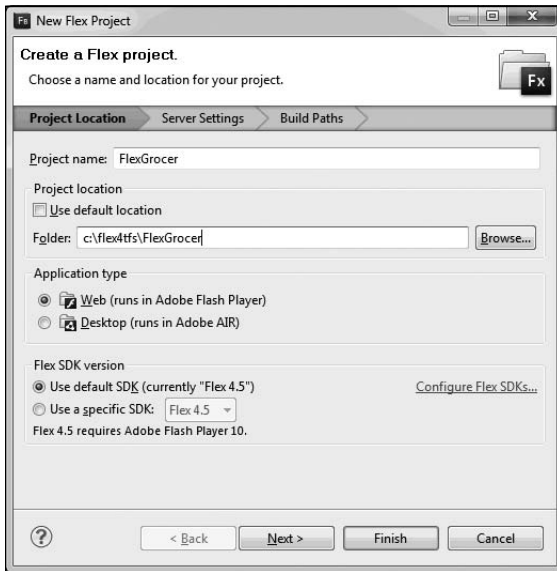 Fs New Flex Project
Create a Flex project.
Choose a name and location for your project.
Fx
Project Location Server Settings Build Paths
Project name: FlexGrocer
Project location
Use default location
Folder: c:\flex4tfs\FlexGrocer Browse...
Application type
Web (runs in Adobe Flash Player)
Desktop (runs in Adobe AIR)
Flex SDK version
Use default SDK (currently "Flex 4.5") Configure Flex SDKs...
Use a specific SDK: Flex 4.5
Flex 4.5 requires Adobe Flash Player 10.
? < Back Next > Finish Cancel